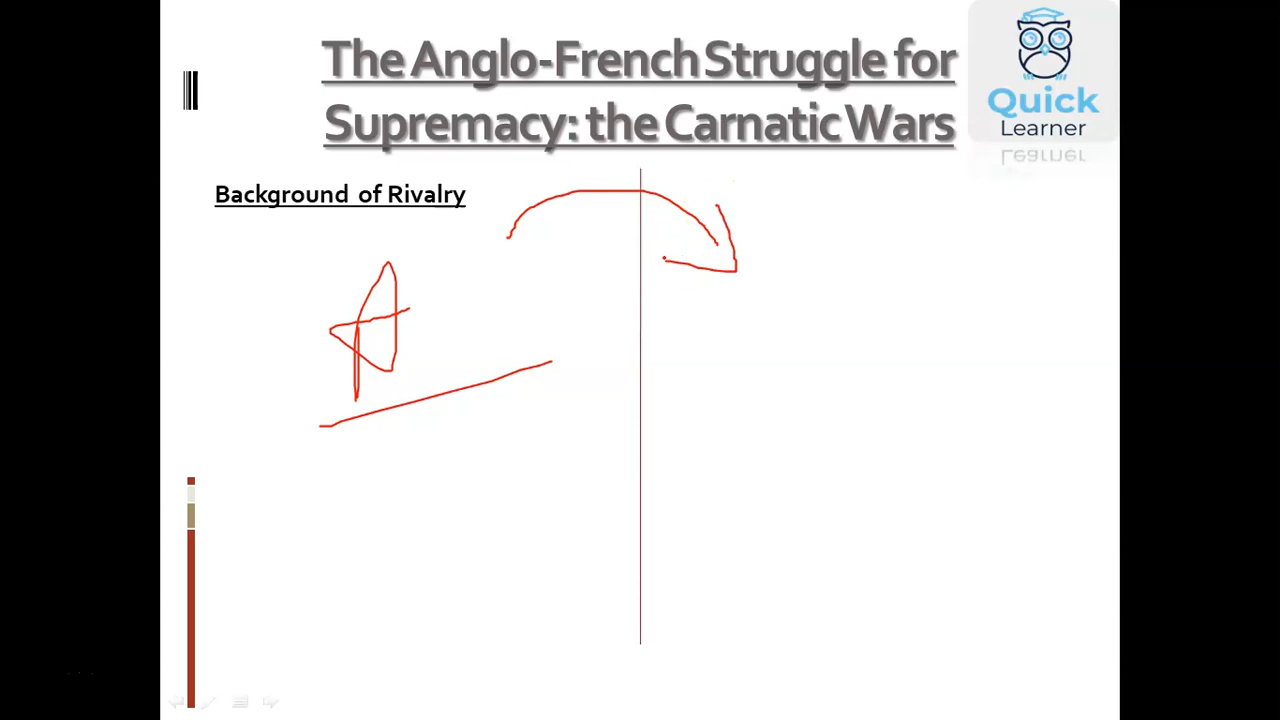 The Anglo-French Struggle for
Supremacy: the Carnatic Wars
Quick
Learner
Background of Rivalry